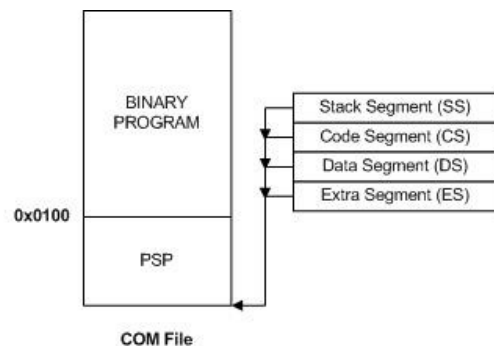 BINARY
PROGRAM
Stack Segment (SS)
Code Segment (CS)
Data Segment (DS)
Extra Segment (ES)
0x0100
PSP
COM File